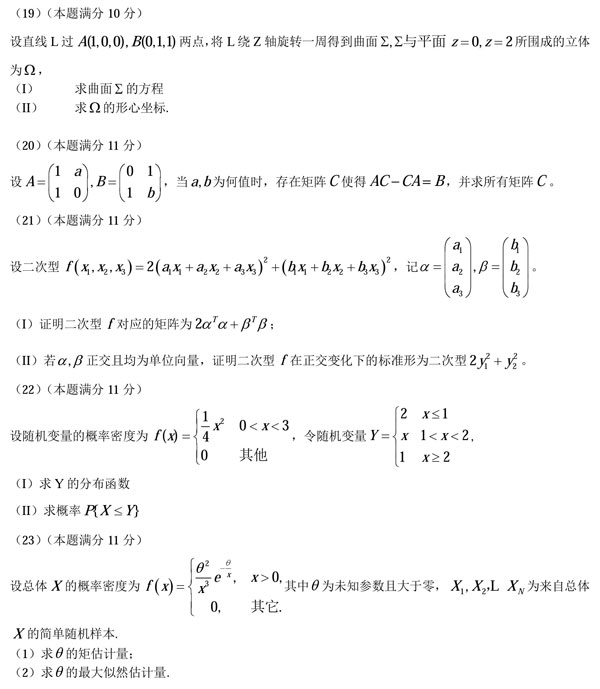 (19)(本题满分 10 分)
设直线 L 过 A(1,0,0), B(0,1,1) 两点,将 L 绕 Z 轴旋转一周得到曲面 Σ, Σ与平面 z=0, z=2 所围成的立体
为 Ω,
(I) 求曲面 Σ 的方程
(II) 求 Ω 的形心坐标.
(20)(本题满分 11 分)
设 A=(1 a; 1 0), B=(0 1; 1 b),当 a,b 为何值时,存在矩阵 C 使得 AC−CA=B,并求所有矩阵 C。
(21)(本题满分 11 分)
设二次型 f(x₁,x₂,x₃)=2(a₁x₁+a₂x₂+a₃x₃)²+(b₁x₁+b₂x₂+b₃x₃)²,记 α=(a₁; a₂; a₃), β=(b₁; b₂; b₃)。
(I)证明二次型 f 对应的矩阵为 2αᵀα+βᵀβ;
(II)若 α,β 正交且均为单位向量,证明二次型 f 在正交变化下的标准形为二次型 2y₁²+y₂²。
(22)(本题满分 11 分)
设随机变量的概率密度为 f(x)={1/4 x² 0<x<3; 0 其他,令随机变量 Y={2 x≤1; x 1<x<2; 1 x≥2,
(I)求 Y 的分布函数
(II)求概率 P{X≤Y}
(23)(本题满分 11 分)
设总体 X 的概率密度为 f(x)={θ²/x³ e^(−θ/x), x>0; 0, 其它. 其中 θ 为未知参数且大于零, X₁,X₂,L X_N 为来自总体
X 的简单随机样本.
(1)求 θ 的矩估计量;
(2)求 θ 的最大似然估计量.